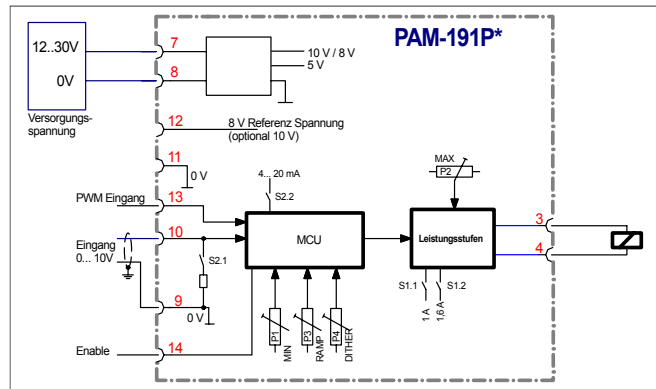 PAM-191P*
12..30V
0V
Versorgungs-
spannung
7
8
10 V / 8 V
5 V
12
8 V Referenz Spannung
(optional 10 V)
11
0 V
4... 20 mA
S2.2
MAX
P2
PWM Eingang
13
10
Eingang
0... 10V
S2.1
MCU
Leistungsstufen
3
4
9
0 V
S1.1
S1.2
1 A
1,6 A
P1
MIN
P3
RAMP
P4
DITHER
Enable
14